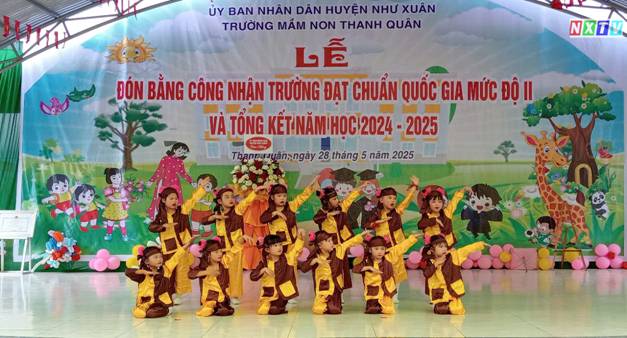 ỦY BAN NHÂN DÂN HUYỆN NHƯ XUÂN
TRƯỜNG MẦM NON THANH QUÂN
NXTV
LỄ
ĐÓN BẰNG CÔNG NHẬN TRƯỜNG ĐẠT CHUẨN QUỐC GIA MỨC ĐỘ II
VÀ TỔNG KẾT NĂM HỌC 2024 - 2025
Thanh Quân, ngày 28 tháng 5 năm 2025